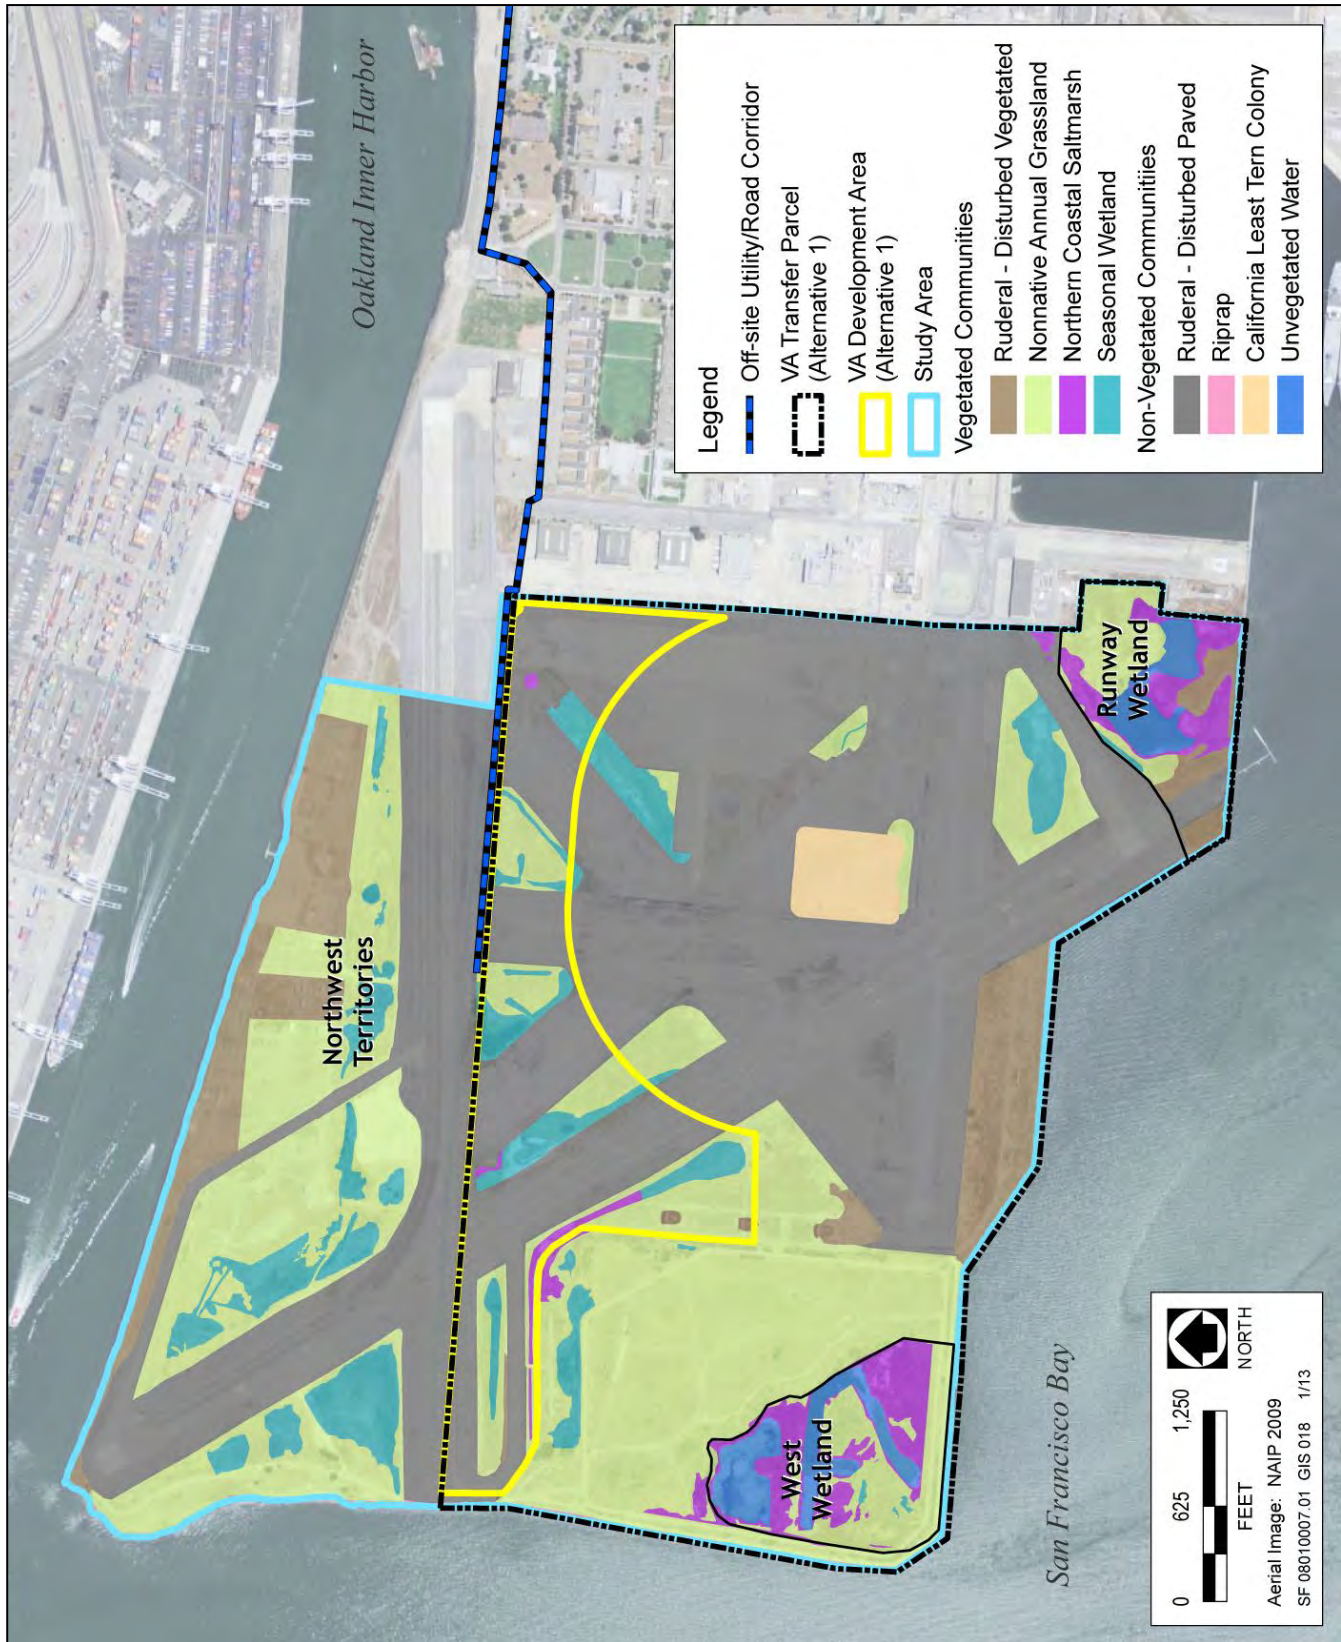 Oakland Inner Harbor
Northwest
Territories
Runway
Wetland
West
Wetland
San Francisco Bay
Legend
Off-site Utility/Road Corridor
VA Transfer Parcel
(Alternative 1)
VA Development Area
(Alternative 1)
Study Area
Vegetated Communities
Ruderal - Disturbed Vegetated
Nonnative Annual Grassland
Northern Coastal Saltmarsh
Seasonal Wetland
Non-Vegetated Communities
Ruderal - Disturbed Paved
Riprap
California Least Tern Colony
Unvegetated Water
0 625 1,250
FEET
NORTH
Aerial Image: NAIP 2009
SF 08010007.01 GIS 018 1/13